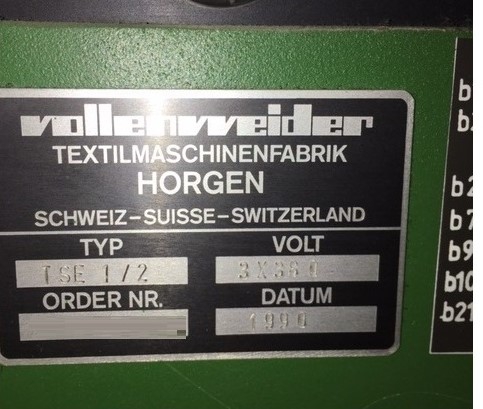 vollenweider
TEXTILMASCHINENFABRIK
HORGEN
SCHWEIZ-SUISSE-SWITZERLAND
TYP VOLT
TSE 1/2 3X380
ORDER NR. DATUM
1990
b2
b7
b9
b10
b21